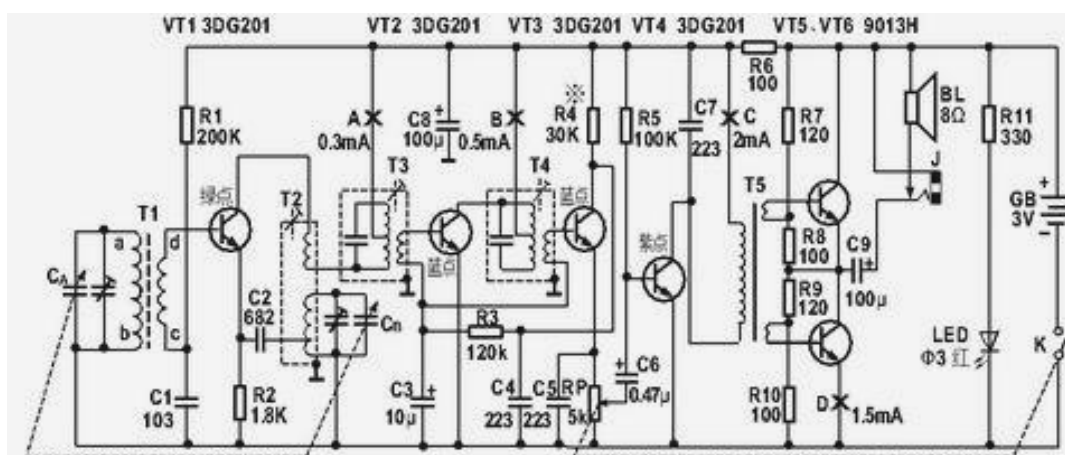 VT1 3DG201 VT2 3DG201 VT3 3DG201 VT4 3DG201 VT5、VT6 9013H
R6
100
R1
200K
A
0.3mA
C8 +
100μ
B
0.5mA
※
R4
30K
R5
100K
C7
223
C
2mA
R7
120
BL
8Ω
R11
330
J
绿点
T2
T3
T4
T5
T1
a
d
b
c
CA
蓝点
紫点
GB
3V
+
-
R8
100
C9
+
100μ
R9
120
C2
682
Cn
R3
120k
LED
Φ3 红
K
C1
103
R2
1.8K
C3 +
10μ
C4
223
C5
223
RP
5k
+ C6
0.47μ
R10
100
D
1.5mA